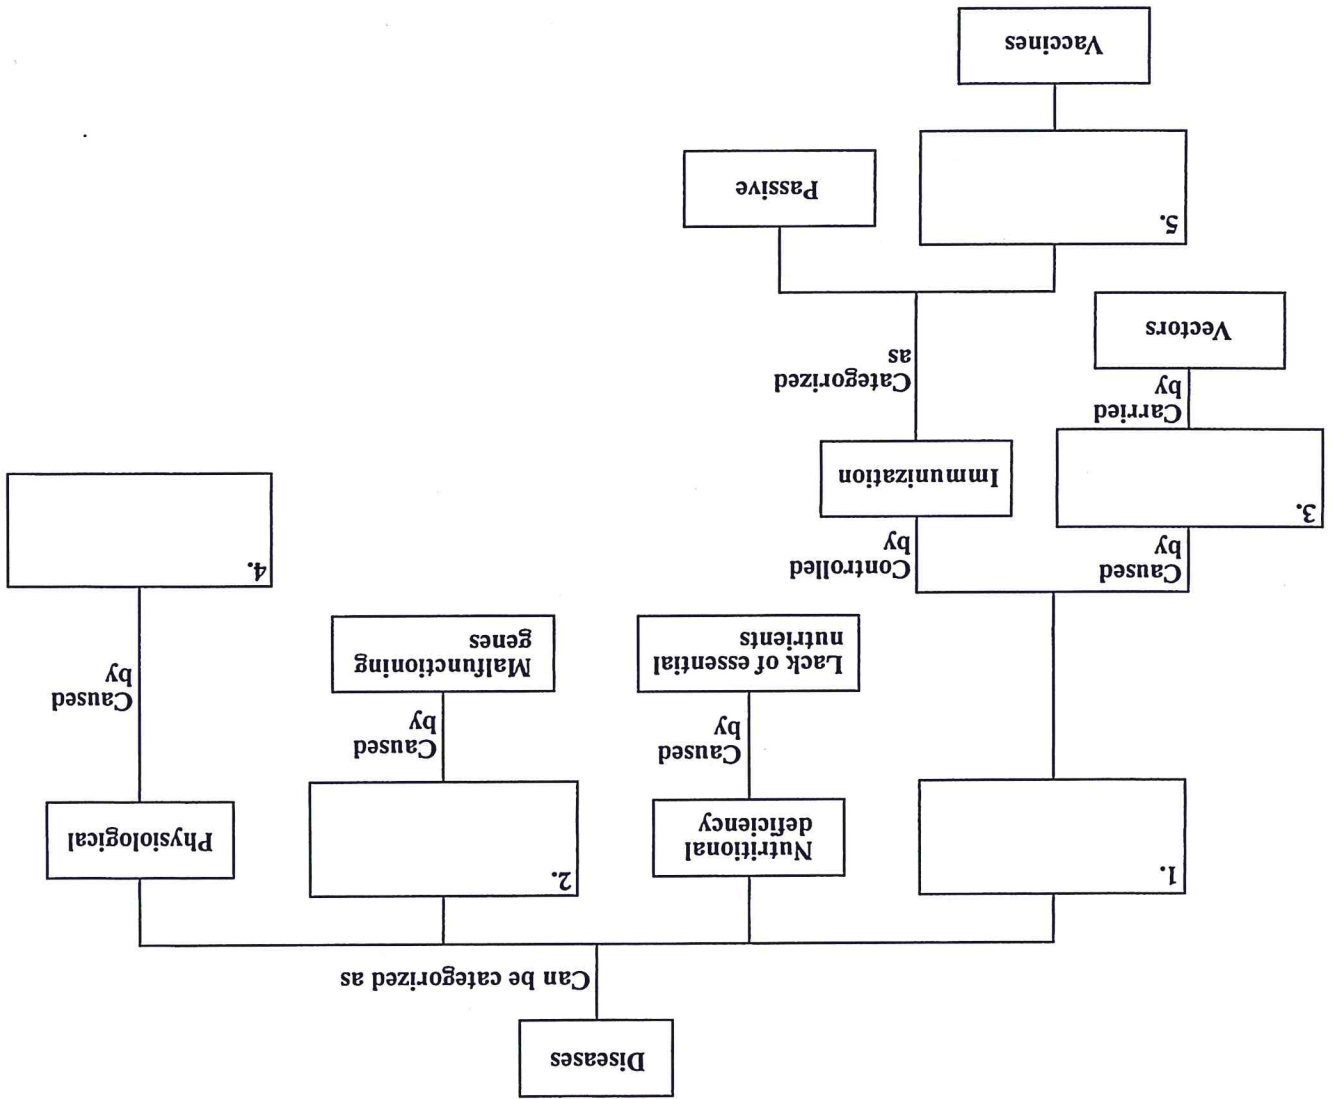 Diseases
Can be categorized as
1.
Nutritional
deficiency
2.
Physiological
Caused
by
Caused
by
Caused
by
Lack of essential
nutrients
Malfunctioning
genes
4.
Caused
by
Controlled
by
3.
Immunization
Carried
by
Categorized
as
Vectors
5.
Passive
Vaccines